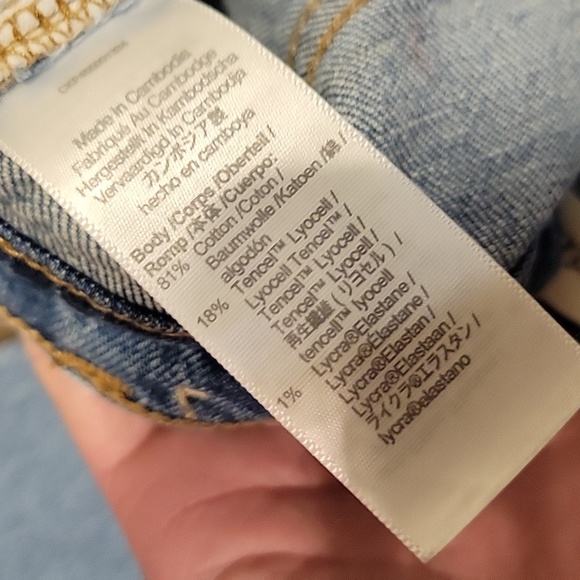 Made in Cambodia
Fabriqué Au Cambodge
Hergestellt in Kambodscha
Vervaardigd in Cambodja
カンボジア製
hecho en camboya
Body /Corps /Oberteil /
Romp /本体 /Cuerpo:
81% Cotton /Coton /
Baumwolle /Katoen /綿 /
algodón
18% Tencel™ Lyocell /
Lyocell Tencel™ /
Tencel™ Lyocell /
Tencel™ Lyocell /
再生繊維 (リヨセル) /
tencel™ lyocell
1% Lycra®Elastane /
Lycra®Elastane /
Lycra®Elastan /
Lycra®Elastaan /
ライクラ®エラスタン /
lycra®elastano